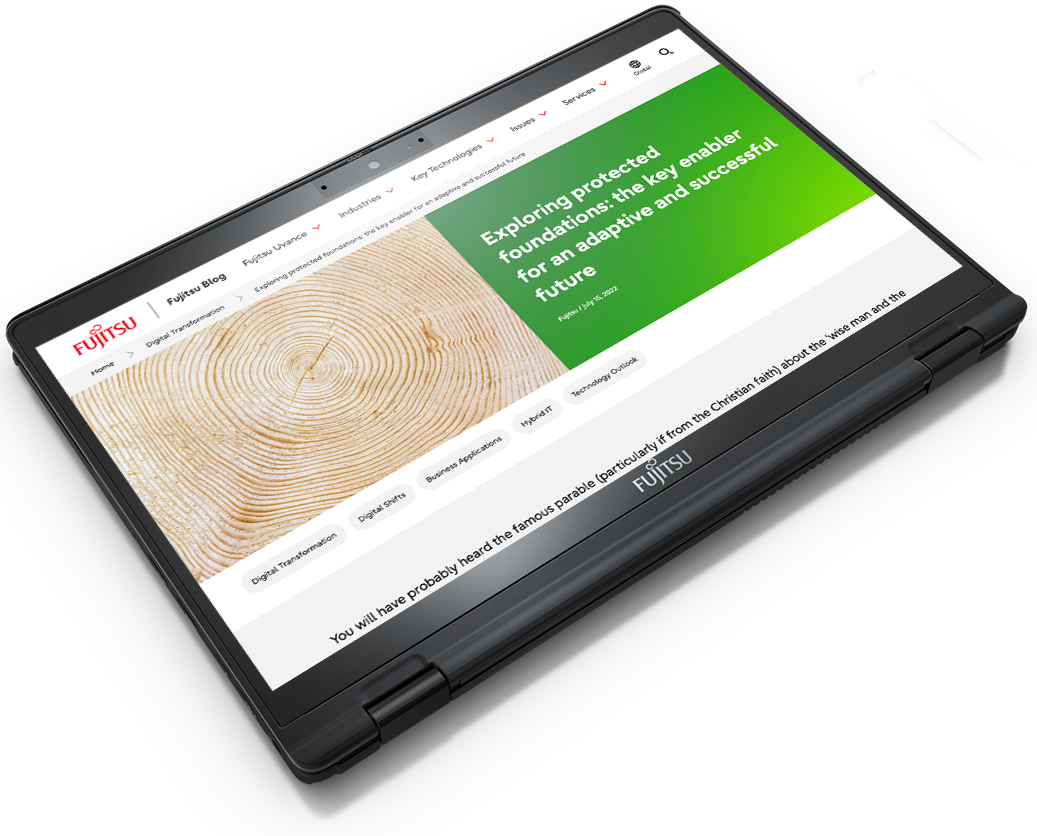 FUJITSU
Fujitsu Blog
Fujitsu Uvance
Industries
Key Technologies
Issues
Services
Global
Home
Digital Transformation
Exploring protected foundations: the key enabler for an adaptive and successful future
Exploring protected
foundations: the key enabler
for an adaptive and successful
future
Fujitsu / July 15, 2022
Digital Transformation
Digital Shifts
Business Applications
Hybrid IT
Technology Outlook
You will have probably heard the famous parable (particularly if from the Christian faith) about the 'wise man and the
FUJITSU